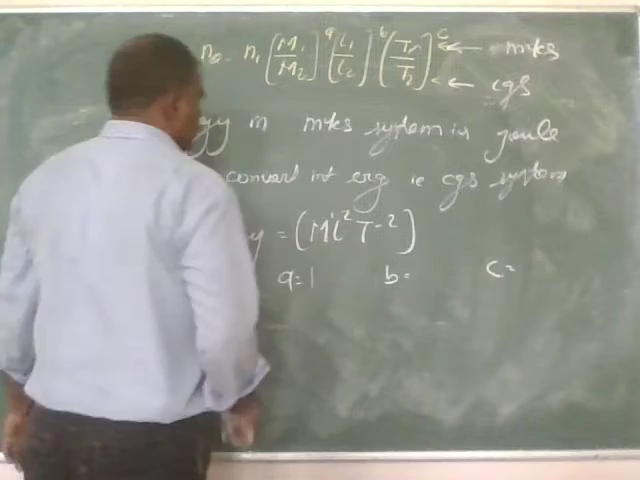 n₂ = n₁ [M₁/M₂]ᵃ [L₁/L₂]ᵇ [T₁/T₂]ᶜ ← mks
← cgs
gy in mks system is joule
convert int erg ie cgs system
y = (M¹L²T⁻²)
a=1 b= c=